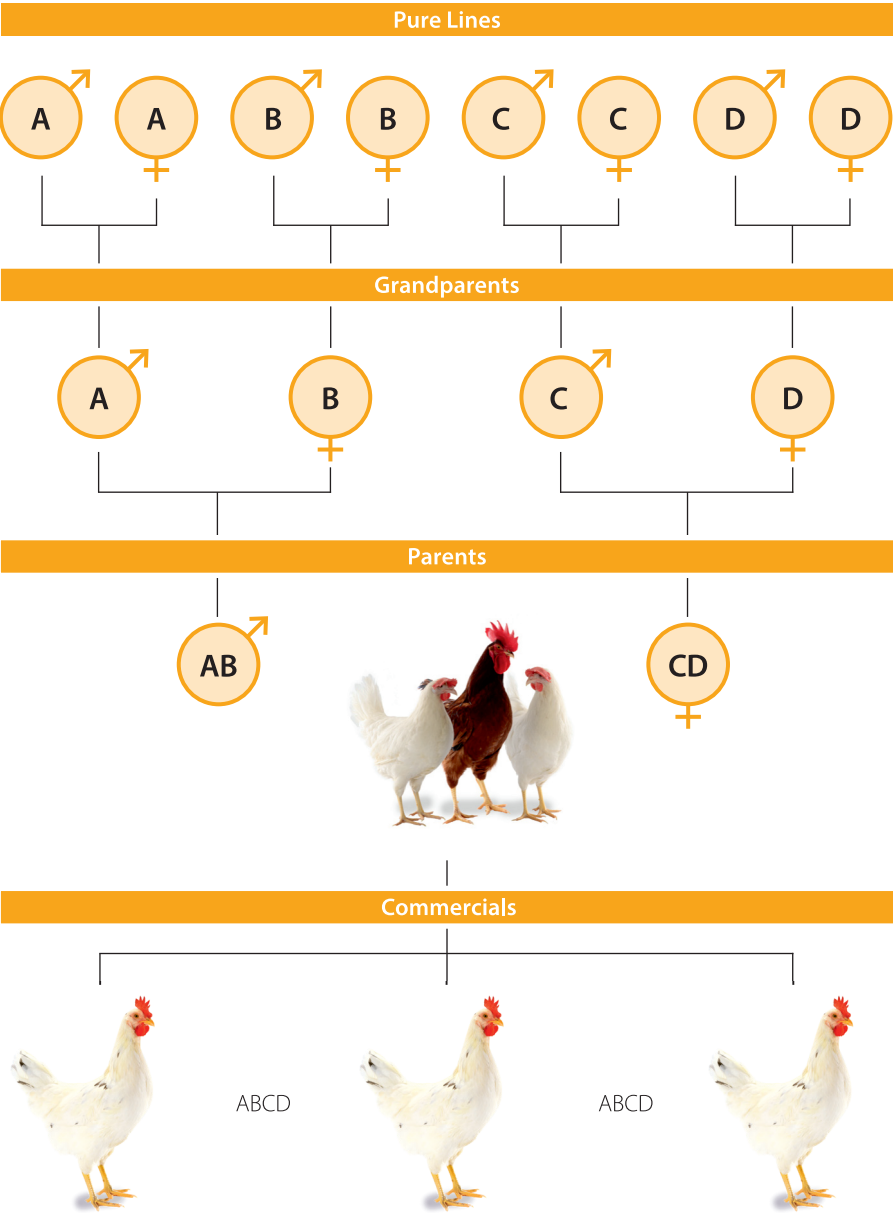 Pure Lines
A A B B C C D D
Grandparents
A B C D
Parents
AB CD
Commercials
ABCD ABCD